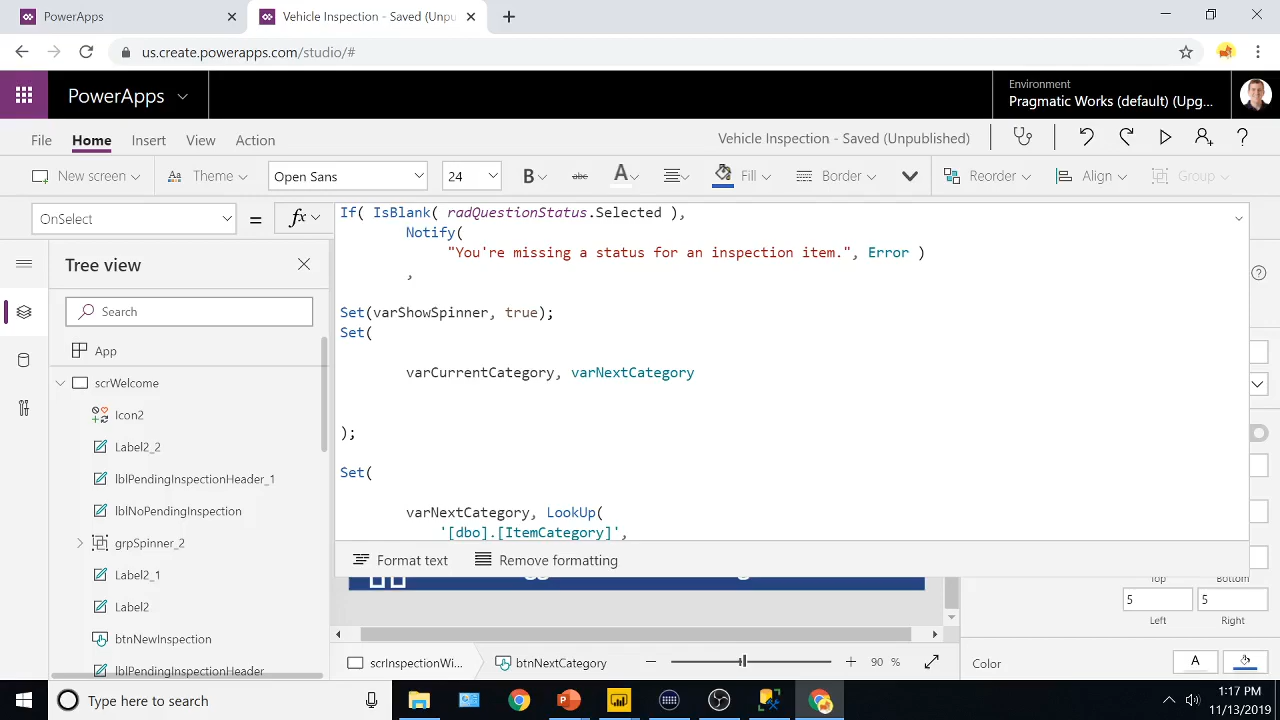 PowerApps
Vehicle Inspection - Saved (Unpu
us.create.powerapps.com/studio/#
PowerApps
Environment
Pragmatic Works (default) (Upg...
File Home Insert View Action
Vehicle Inspection - Saved (Unpublished)
New screen
Theme
Open Sans
24
B
abc
A
Fill
Border
Reorder
Align
Group
OnSelect
=
fx
If( IsBlank( radQuestionStatus.Selected ),
Notify(
"You're missing a status for an inspection item.", Error )
,
Set(varShowSpinner, true);
Set(
varCurrentCategory, varNextCategory
);
Set(
varNextCategory, LookUp(
'[dbo].[ItemCategory]',
Format text
Remove formatting
Tree view
Search
App
scrWelcome
Icon2
Label2_2
lblPendingInspectionHeader_1
lblNoPendingInspection
grpSpinner_2
Label2_1
Label2
btnNewInspection
lblPendingInspectionHeader
Top
Bottom
5
5
Left
Right
Color
A
scrInspectionWi...
btnNextCategory
90 %
Type here to search
1:17 PM
11/13/2019